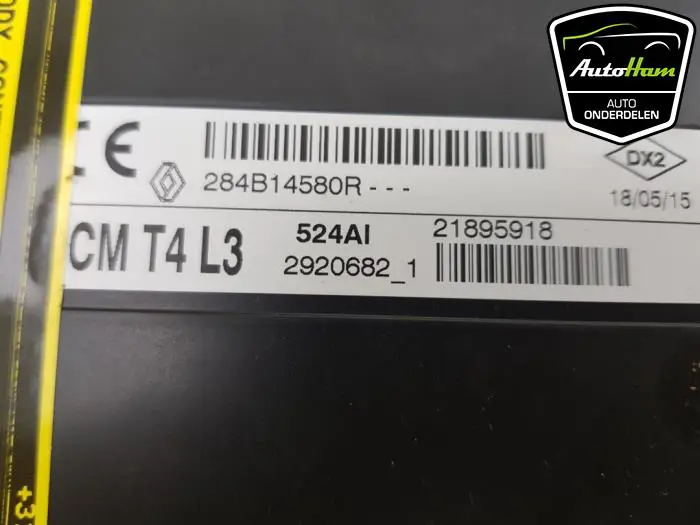 AutoHam
AUTO
ONDERDELEN
CE
284B14580R - - -
DX2
18/05/15
CM T4 L3
524AI
21895918
2920682_1